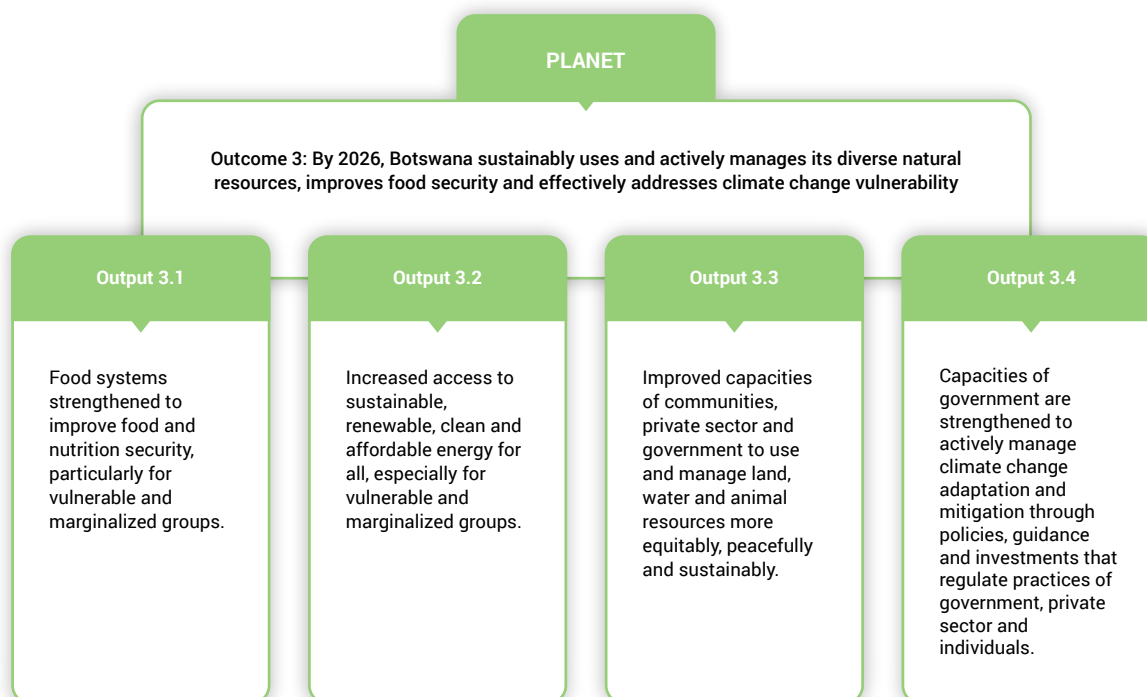 PLANET
Outcome 3: By 2026, Botswana sustainably uses and actively manages its diverse natural
resources, improves food security and effectively addresses climate change vulnerability
Output 3.1
Food systems
strengthened to
improve food and
nutrition security,
particularly for
vulnerable and
marginalized groups.
Output 3.2
Increased access to
sustainable,
renewable, clean and
affordable energy for
all, especially for
vulnerable and
marginalized groups.
Output 3.3
Improved capacities
of communities,
private sector and
government to use
and manage land,
water and animal
resources more
equitably, peacefully
and sustainably.
Output 3.4
Capacities of
government are
strengthened to
actively manage
climate change
adaptation and
mitigation through
policies, guidance
and investments that
regulate practices of
government, private
sector and
individuals.